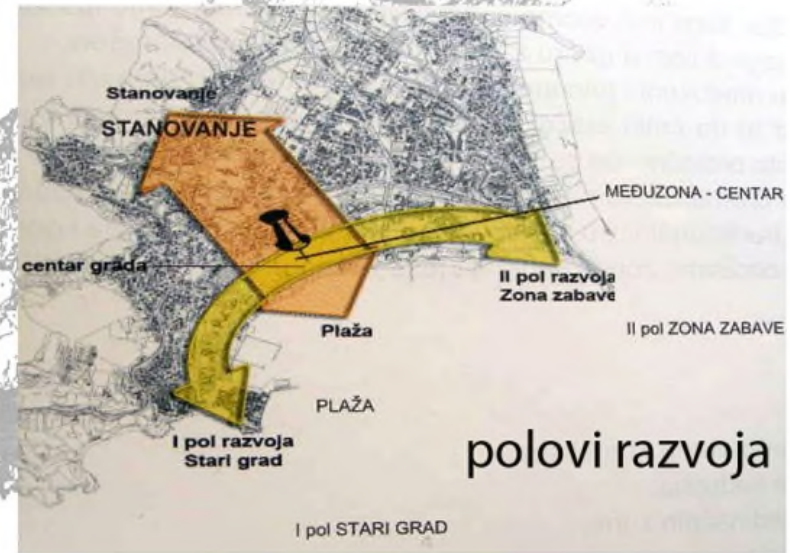 Stanovanje
STANOVANJE
MEĐUZONA - CENTAR
centar grada
II pol razvoja
Zona zabave
II pol ZONA ZABAVE
Plaža
PLAŽA
I pol razvoja
Stari grad
polovi razvoja
I pol STARI GRAD